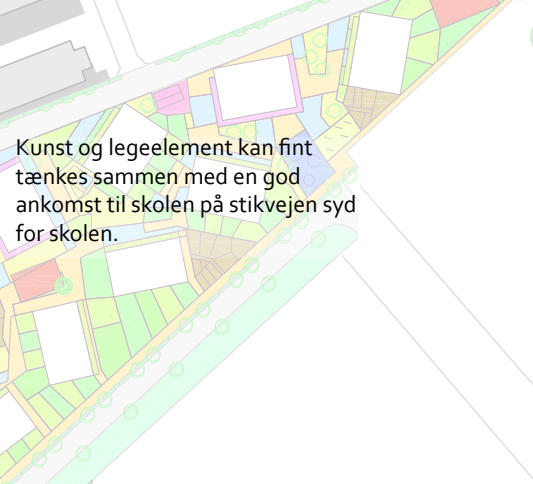 Kunst og legeelement kan fint
tænkes sammen med en god
ankomst til skolen på stikvejen syd
for skolen.